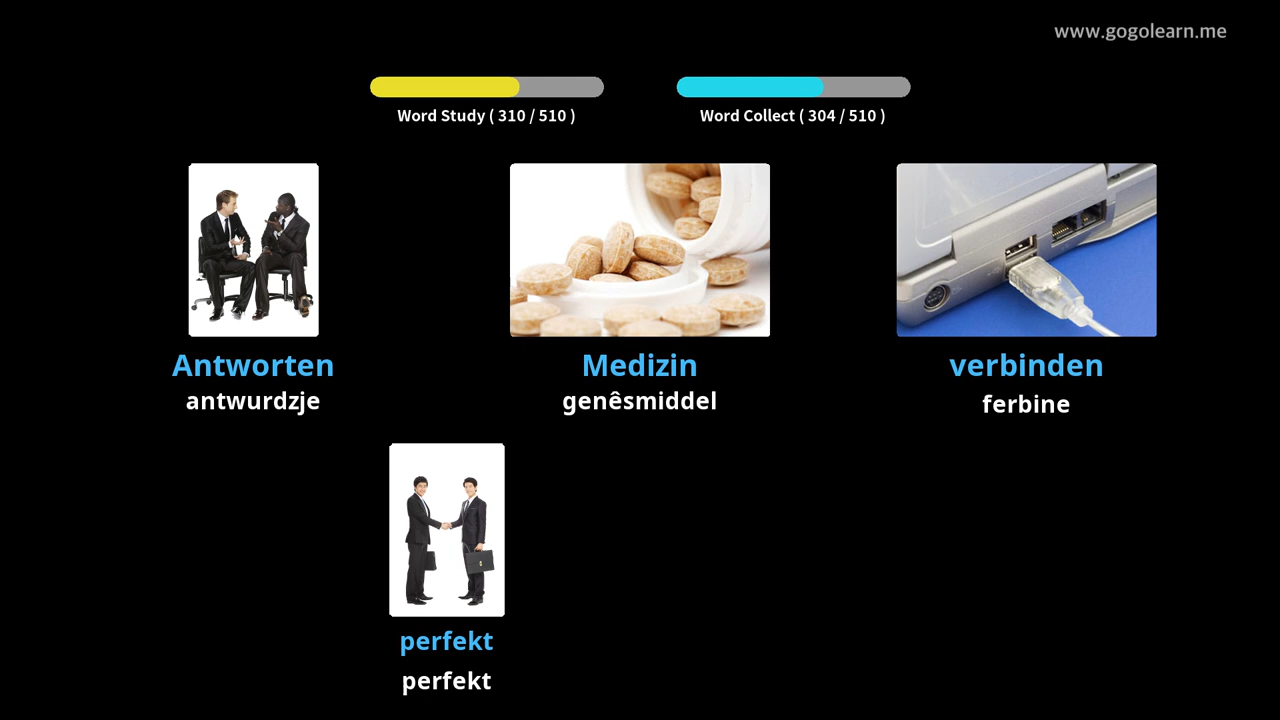 www.gogolearn.me
Word Study ( 310 / 510 )
Word Collect ( 304 / 510 )
Antworten
antwurdzje
Medizin
genêsmiddel
verbinden
ferbine
perfekt
perfekt